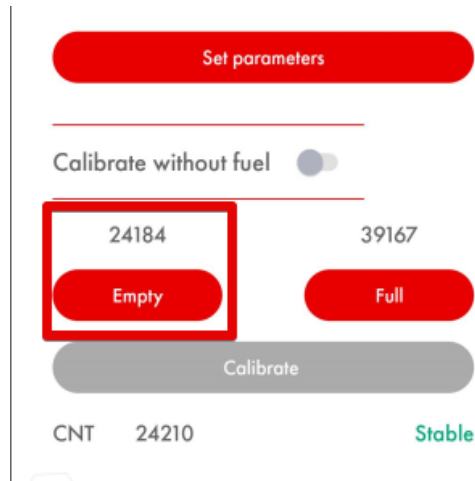 Set parameters
Calibrate without fuel
24184 39167
Empty Full
Calibrate
CNT 24210 Stable